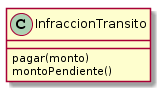 C InfraccionTransito
pagar(monto)
montoPendiente()